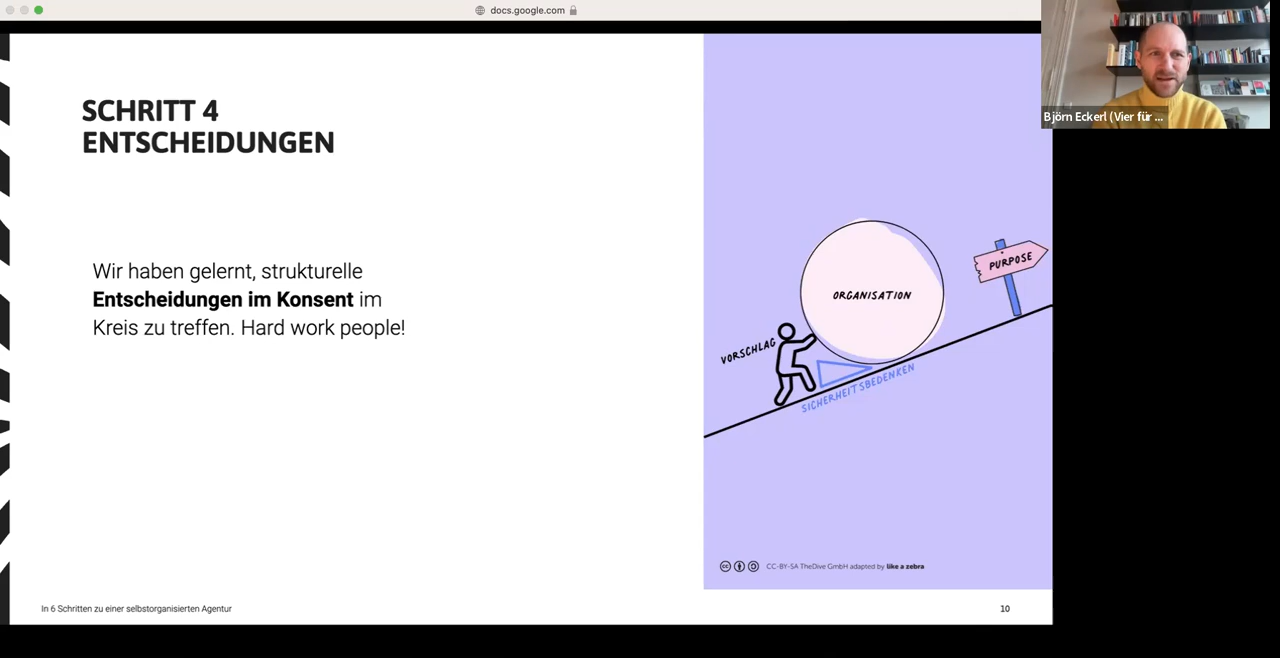 docs.google.com
Björn Eckerl (Vier für ...
SCHRITT 4
ENTSCHEIDUNGEN
Wir haben gelernt, strukturelle
Entscheidungen im Konsent im
Kreis zu treffen. Hard work people!
PURPOSE
ORGANISATION
VORSCHLAG
SICHERHEITSBEDENKEN
cc CC-BY-SA TheDive GmbH adapted by like a zebra
In 6 Schritten zu einer selbstorganisierten Agentur
10